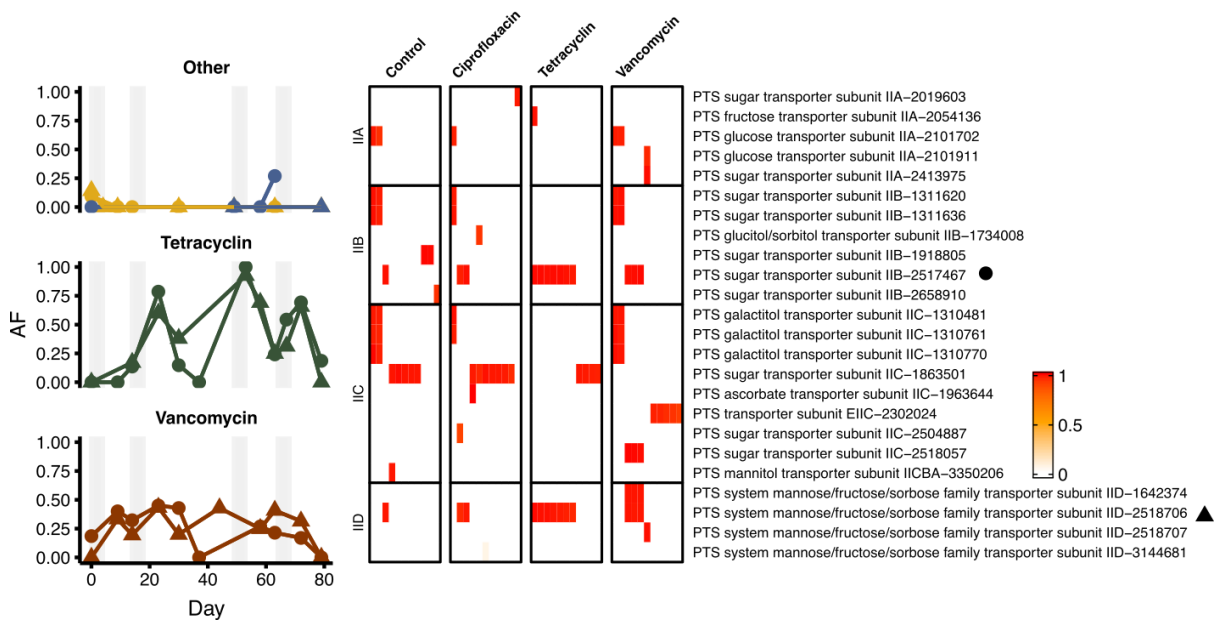 Other
1.00
0.75
0.50
0.25
0.00
Tetracyclin
1.00
0.75
0.50
0.25
0.00
AF
Vancomycin
1.00
0.75
0.50
0.25
0.00
0 20 40 60 80
Day
Control
Ciprofloxacin
Tetracyclin
Vancomycin
IIA
IIB
IIC
IID
PTS sugar transporter subunit IIA−2019603
PTS fructose transporter subunit IIA−2054136
PTS glucose transporter subunit IIA−2101702
PTS glucose transporter subunit IIA−2101911
PTS sugar transporter subunit IIA−2413975
PTS sugar transporter subunit IIB−1311620
PTS sugar transporter subunit IIB−1311636
PTS glucitol/sorbitol transporter subunit IIB−1734008
PTS sugar transporter subunit IIB−1918805
PTS sugar transporter subunit IIB−2517467
PTS sugar transporter subunit IIB−2658910
PTS galactitol transporter subunit IIC−1310481
PTS galactitol transporter subunit IIC−1310761
PTS galactitol transporter subunit IIC−1310770
PTS sugar transporter subunit IIC−1863501
PTS ascorbate transporter subunit IIC−1963644
PTS transporter subunit EIIC−2302024
PTS sugar transporter subunit IIC−2504887
PTS sugar transporter subunit IIC−2518057
PTS mannitol transporter subunit IICBA−3350206
PTS system mannose/fructose/sorbose family transporter subunit IID−1642374
PTS system mannose/fructose/sorbose family transporter subunit IID−2518706
PTS system mannose/fructose/sorbose family transporter subunit IID−2518707
PTS system mannose/fructose/sorbose family transporter subunit IID−3144681
1
0.5
0